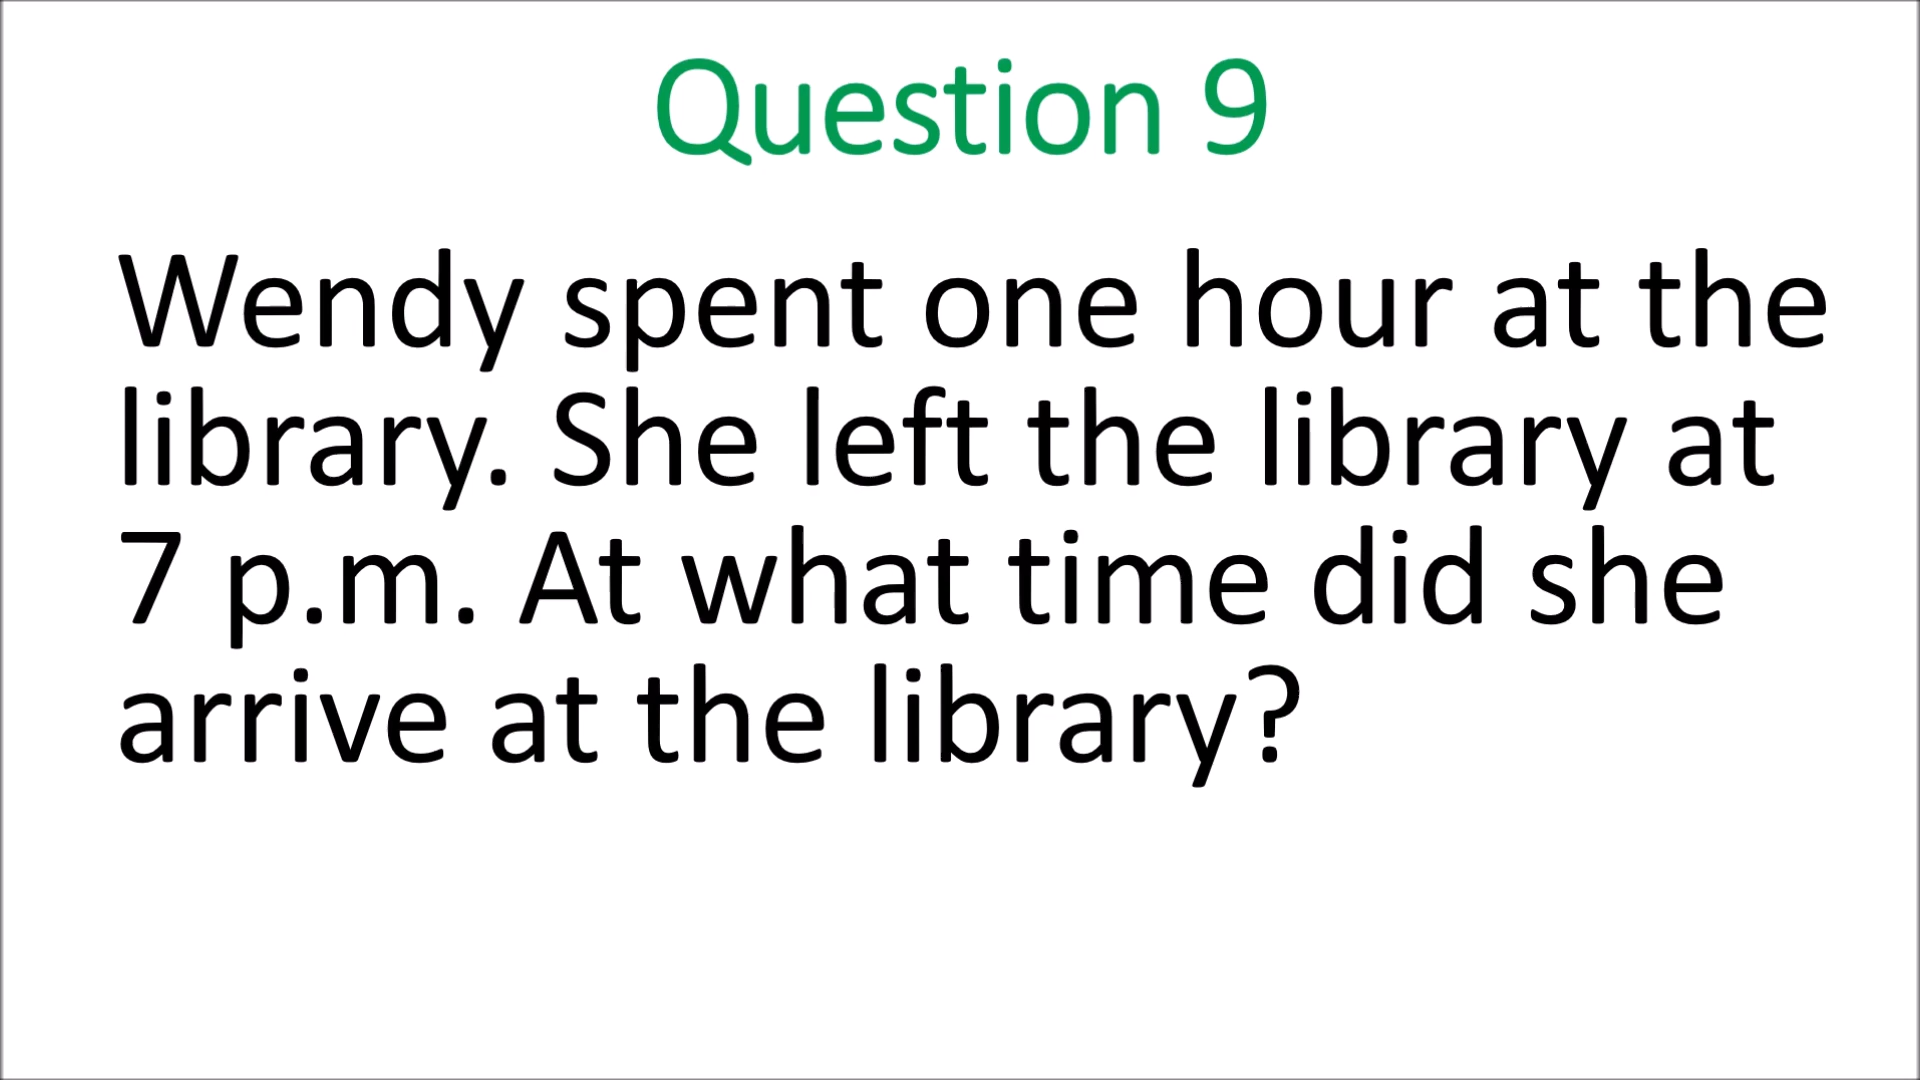 Question 9
Wendy spent one hour at the
library. She left the library at
7 p.m. At what time did she
arrive at the library?